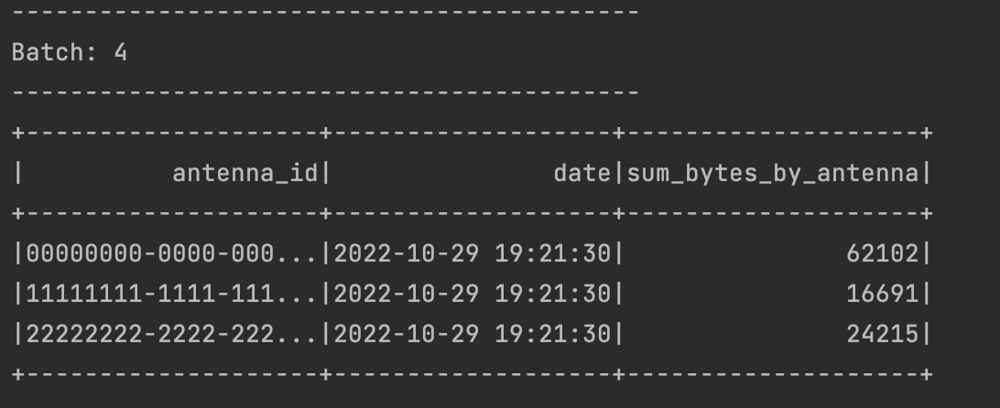 -------------------------------------------
Batch: 4
-------------------------------------------
+--------------------+-------------------+--------------------+
|          antenna_id|               date|sum_bytes_by_antenna|
+--------------------+-------------------+--------------------+
|00000000-0000-000...|2022-10-29 19:21:30|               62102|
|11111111-1111-111...|2022-10-29 19:21:30|               16691|
|22222222-2222-222...|2022-10-29 19:21:30|               24215|
+--------------------+-------------------+--------------------+